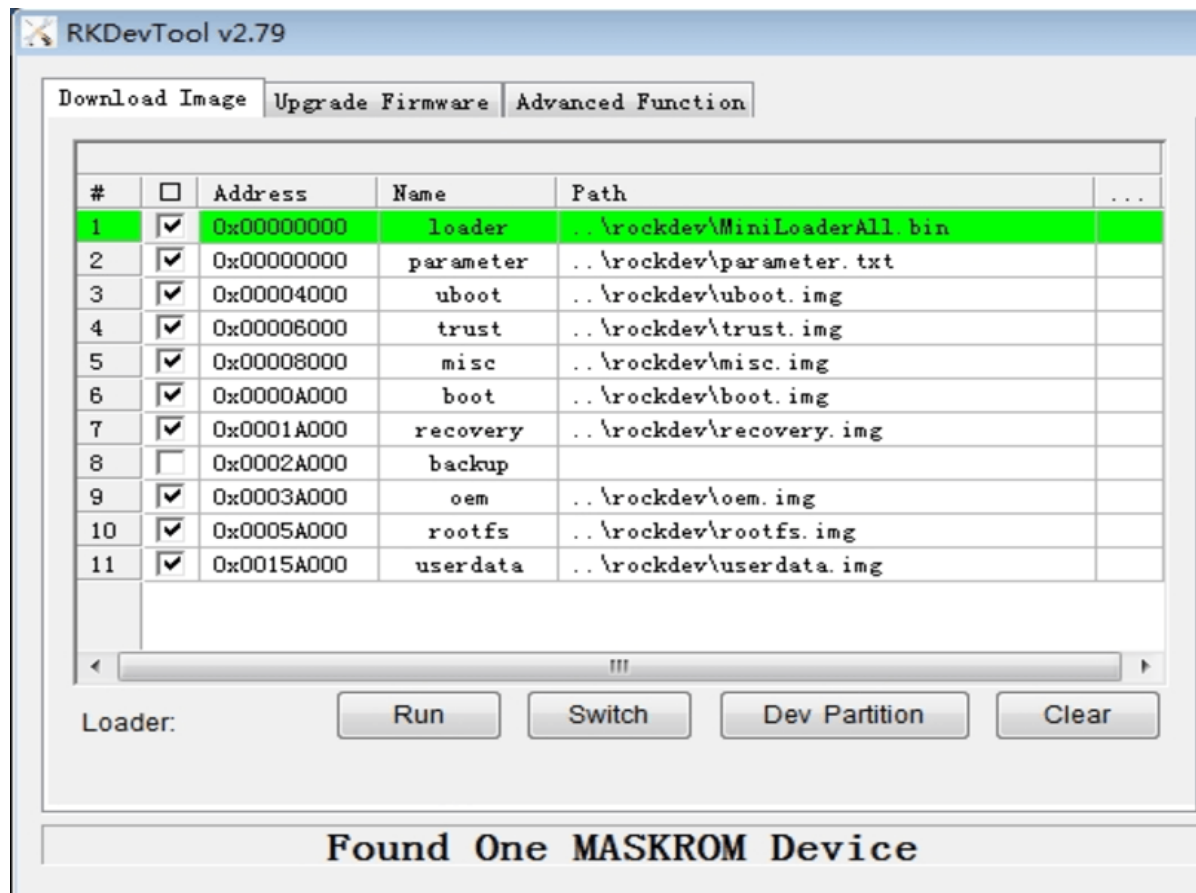 RKDevTool v2.79
Download Image Upgrade Firmware Advanced Function
# Address Name Path ...
1 0x00000000 loader ..\rockdev\MiniLoaderAll.bin
2 0x00000000 parameter ..\rockdev\parameter.txt
3 0x00004000 uboot ..\rockdev\uboot.img
4 0x00006000 trust ..\rockdev\trust.img
5 0x00008000 misc ..\rockdev\misc.img
6 0x0000A000 boot ..\rockdev\boot.img
7 0x0001A000 recovery ..\rockdev\recovery.img
8 0x0002A000 backup
9 0x0003A000 oem ..\rockdev\oem.img
10 0x0005A000 rootfs ..\rockdev\rootfs.img
11 0x0015A000 userdata ..\rockdev\userdata.img
Loader: Run Switch Dev Partition Clear
Found One MASKROM Device